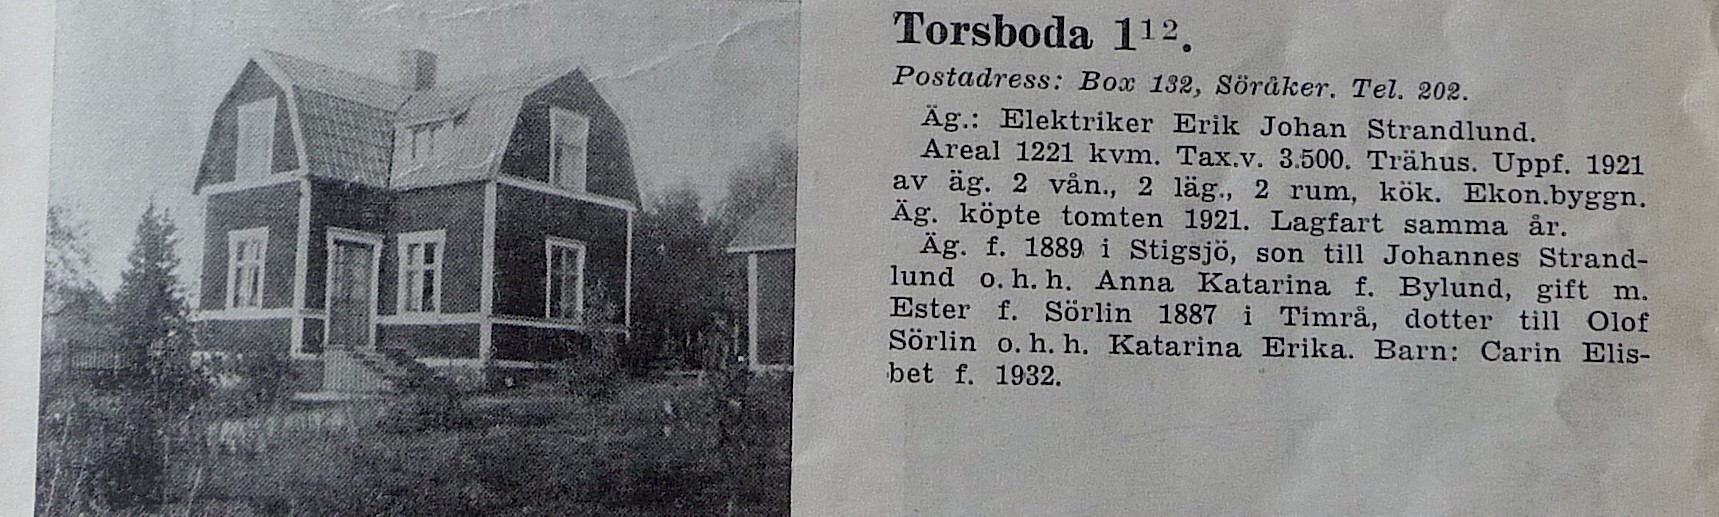 Torsboda 1¹².
Postadress: Box 132, Söråker. Tel. 202.
Äg.: Elektriker Erik Johan Strandlund.
Areal 1221 kvm. Tax.v. 3.500. Trähus. Uppf. 1921
av äg. 2 vån., 2 läg., 2 rum, kök. Ekon.byggn.
Äg. köpte tomten 1921. Lagfart samma år.
Äg. f. 1889 i Stigsjö, son till Johannes Strand-
lund o. h. h. Anna Katarina f. Bylund, gift m.
Ester f. Sörlin 1887 i Timrå, dotter till Olof
Sörlin o. h. h. Katarina Erika. Barn: Carin Elis-
bet f. 1932.